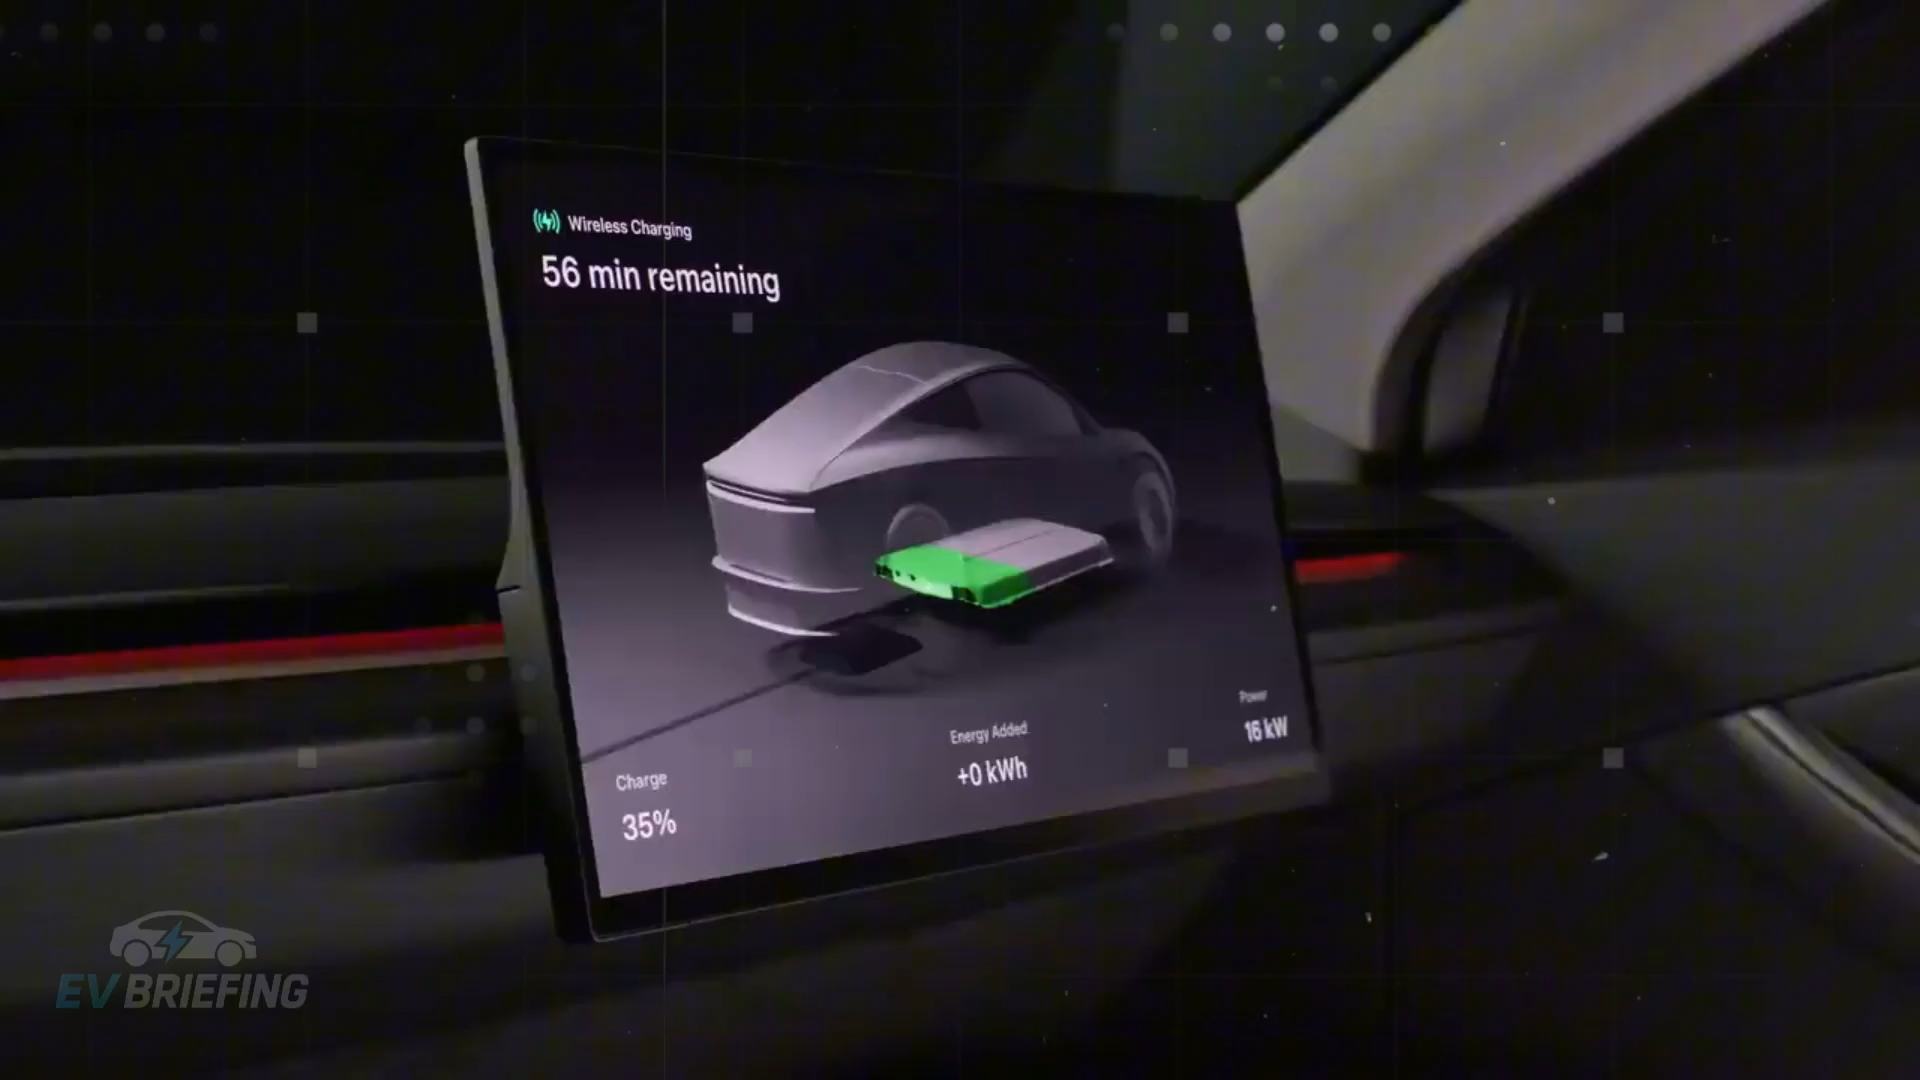 Wireless Charging
56 min remaining
Charge
35%
Energy Added
+0 kWh
Power
16 kW
EV BRIEFING